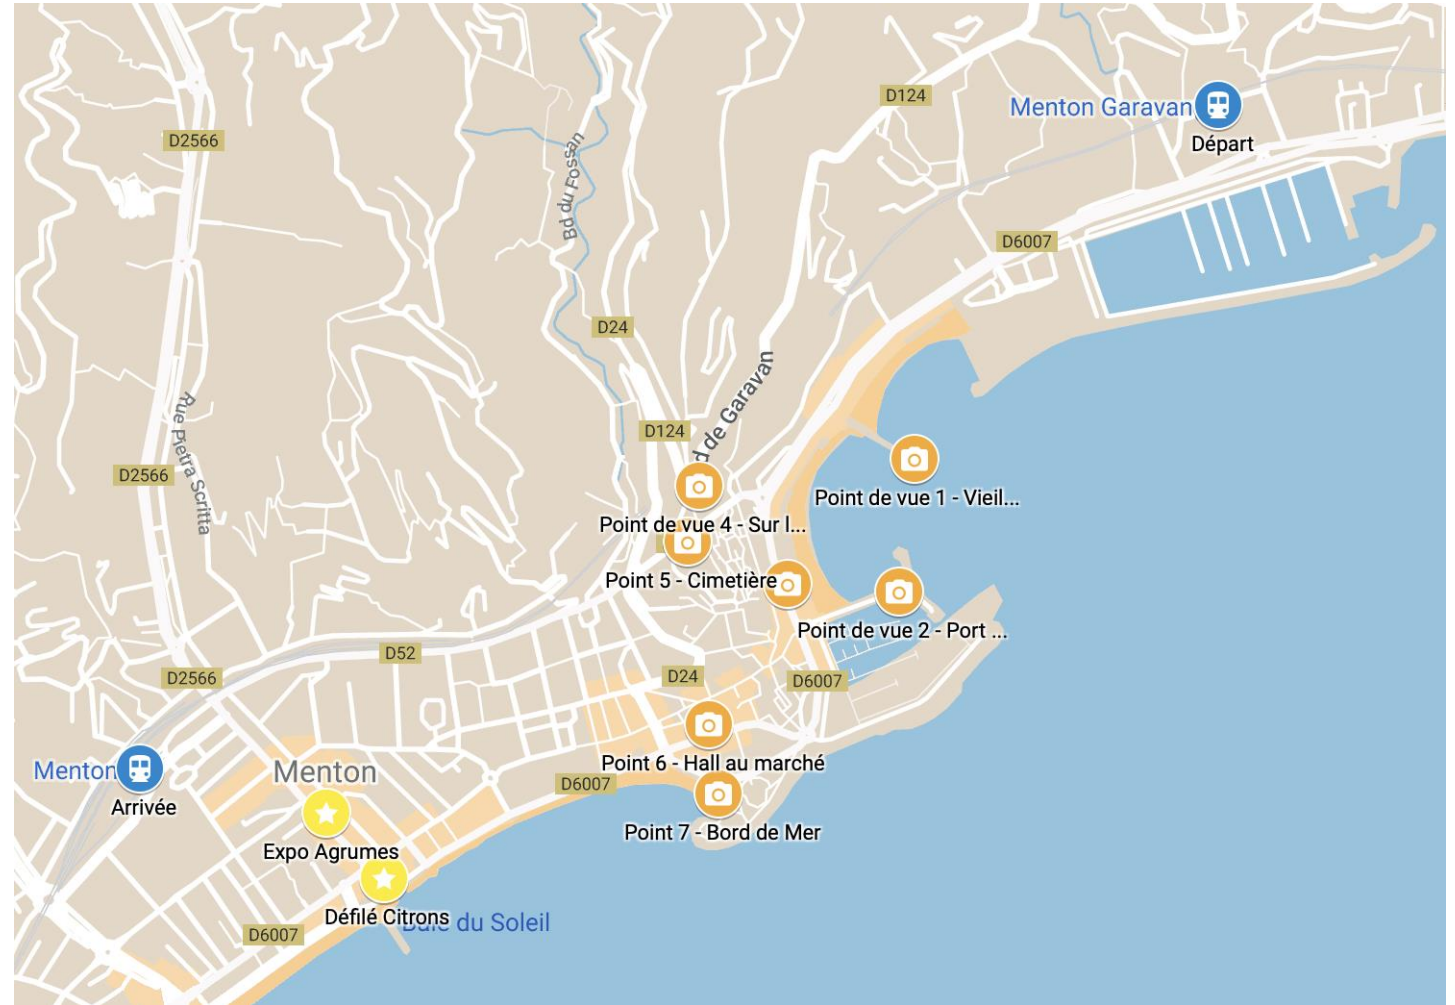 D124
Menton Garavan
Départ
D2566
Bd du Fossan
D6007
D24
d de Garavan
Rue Pietra Scritta
D124
D2566
Point de vue 1 - Vieil...
Point de vue 4 - Sur l...
Point 5 - Cimetière
Point de vue 2 - Port ...
D52
D2566
D24
D6007
Menton
Arrivée
Menton
Point 6 - Hall au marché
D6007
Point 7 - Bord de Mer
Expo Agrumes
Défilé Citrons
du Soleil
D6007